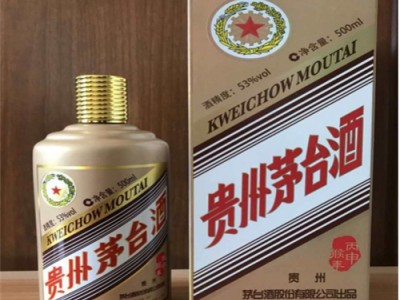 酒精度：53%vol
净含量：500ml
KWEICHOW MOUTAI
贵州茅台酒
丙申
猴年
贵州
茅台酒股份有限公司出品
净含量：500ml
53%vol
KWEICHOW MOUTAI
贵州茅台酒
贵州